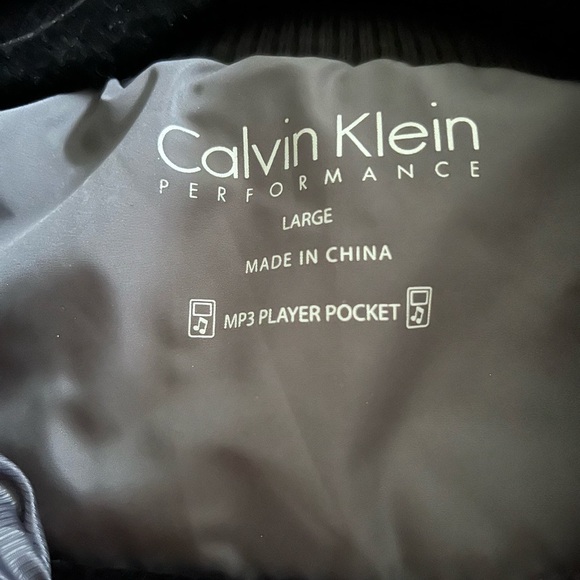 Calvin Klein
PERFORMANCE
LARGE
MADE IN CHINA
MP3 PLAYER POCKET